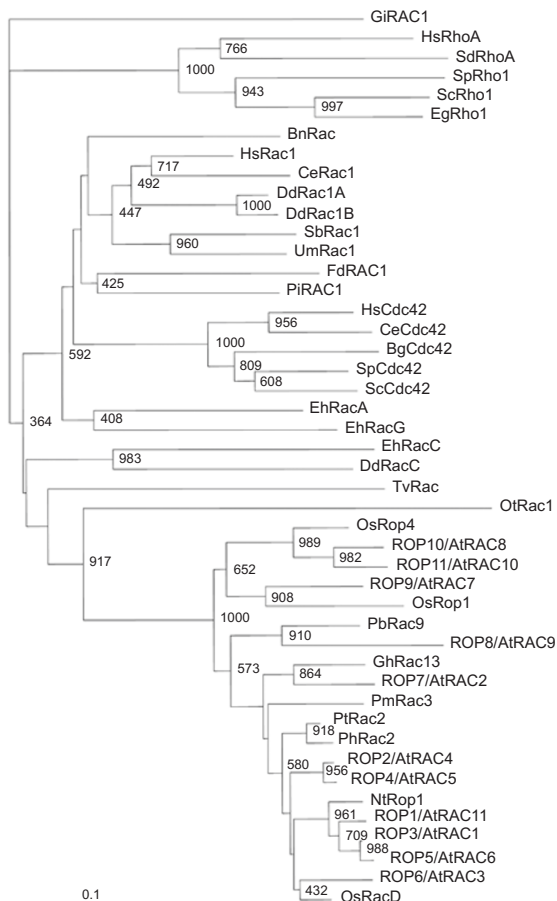 GiRAC1
HsRhoA
766
SdRhoA
1000
SpRho1
943
ScRho1
997
EgRho1
BnRac
HsRac1
717
CeRac1
492
DdRac1A
1000
447
DdRac1B
SbRac1
960
UmRac1
FdRAC1
425
PiRAC1
HsCdc42
956
CeCdc42
1000
BgCdc42
592
809
SpCdc42
608
ScCdc42
EhRacA
408
364
EhRacG
EhRacC
983
DdRacC
TvRac
OtRac1
OsRop4
989
ROP10/AtRAC8
982
917
ROP11/AtRAC10
652
ROP9/AtRAC7
908
OsRop1
1000
PbRac9
910
ROP8/AtRAC9
GhRac13
573
864
ROP7/AtRAC2
PmRac3
PtRac2
918
PhRac2
ROP2/AtRAC4
580
956
ROP4/AtRAC5
NtRop1
961
ROP1/AtRAC11
709
ROP3/AtRAC1
988
ROP5/AtRAC6
ROP6/AtRAC3
432
0.1
OsRacD